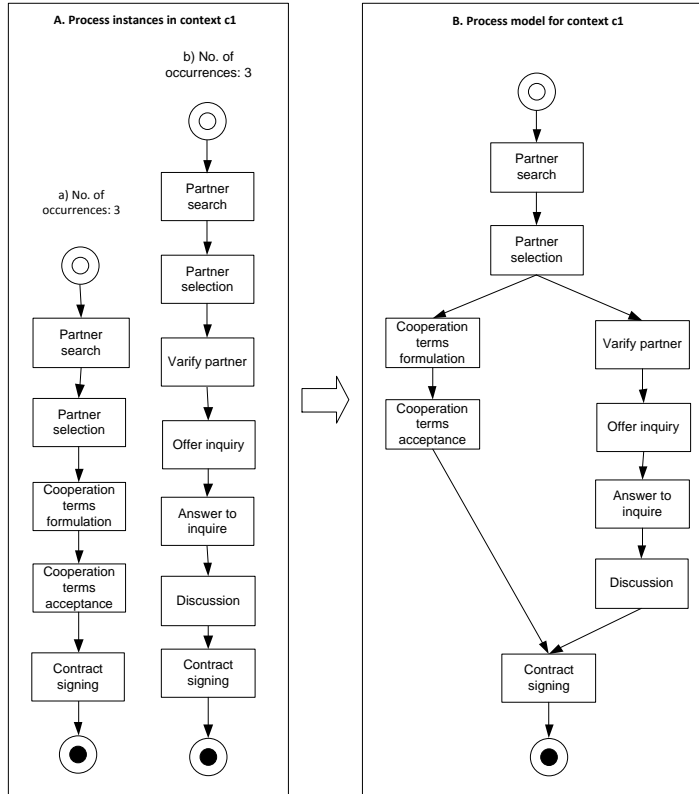 A. Process instances in context c1
a) No. of
occurrences: 3
Partner
search
Partner
selection
Cooperation
terms
formulation
Cooperation
terms
acceptance
Contract
signing
b) No. of
occurrences: 3
Partner
search
Partner
selection
Varify partner
Offer inquiry
Answer to
inquire
Discussion
Contract
signing
B. Process model for context c1
Partner
search
Partner
selection
Cooperation
terms
formulation
Cooperation
terms
acceptance
Varify partner
Offer inquiry
Answer to
inquire
Discussion
Contract
signing